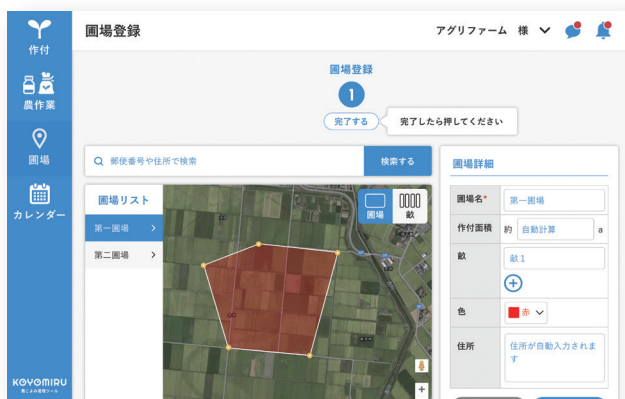 作付
農作業
圃場
カレンダー
KOYOMIRU
圃場登録
アグリファーム 様
圃場登録
1
完了する
完了したら押してください
郵便番号や住所で検索
検索する
圃場リスト
第一圃場
第二圃場
圃場
畝
圃場詳細
圃場名*
第一圃場
作付面積
約
自動計算
a
畝
畝1
色
赤
住所
住所が自動入力されま
す